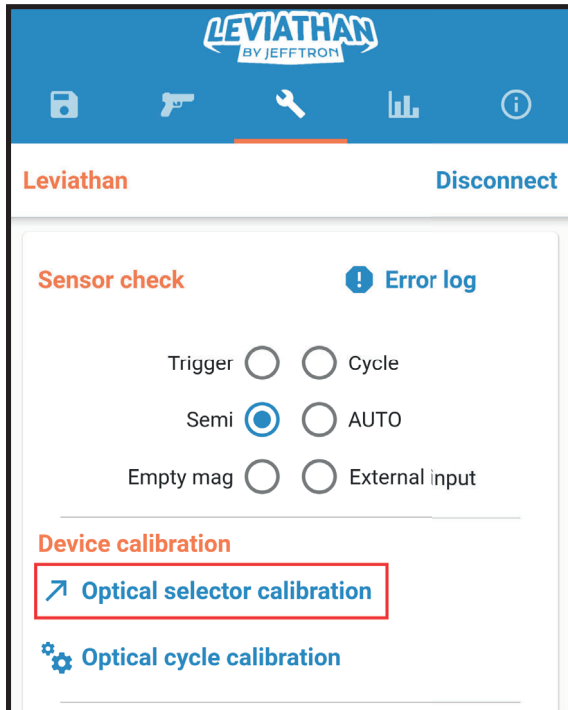 LEVIATHAN
BY JEFFTRON
Leviathan Disconnect
Sensor check Error log
Trigger Cycle
Semi AUTO
Empty mag External input
Device calibration
Optical selector calibration
Optical cycle calibration